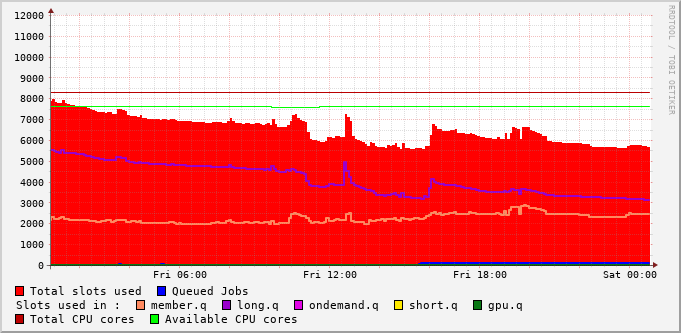 12000
11000
10000
9000
8000
7000
6000
5000
4000
3000
2000
1000
0
Fri 06:00 Fri 12:00 Fri 18:00 Sat 00:00
RRDTOOL / TOBI OETIKER
Total slots used Queued Jobs
Slots used in : member.q long.q ondemand.q short.q gpu.q
Total CPU cores Available CPU cores